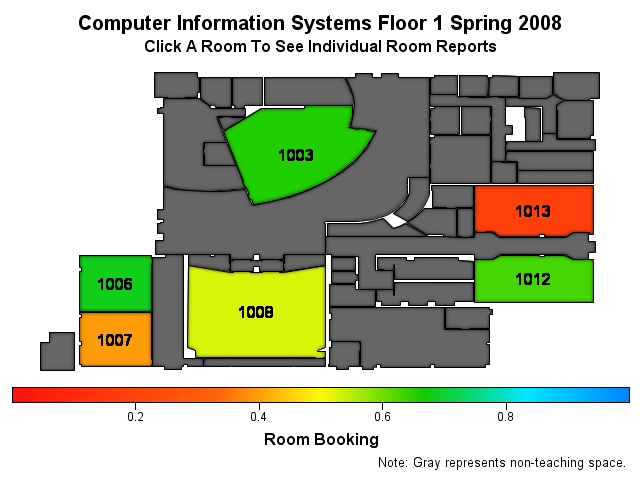 Computer Information Systems Floor 1 Spring 2008
Click A Room To See Individual Room Reports
1003
1013
1006
1012
1008
1007
0.2 0.4 0.6 0.8
Room Booking
Note: Gray represents non-teaching space.